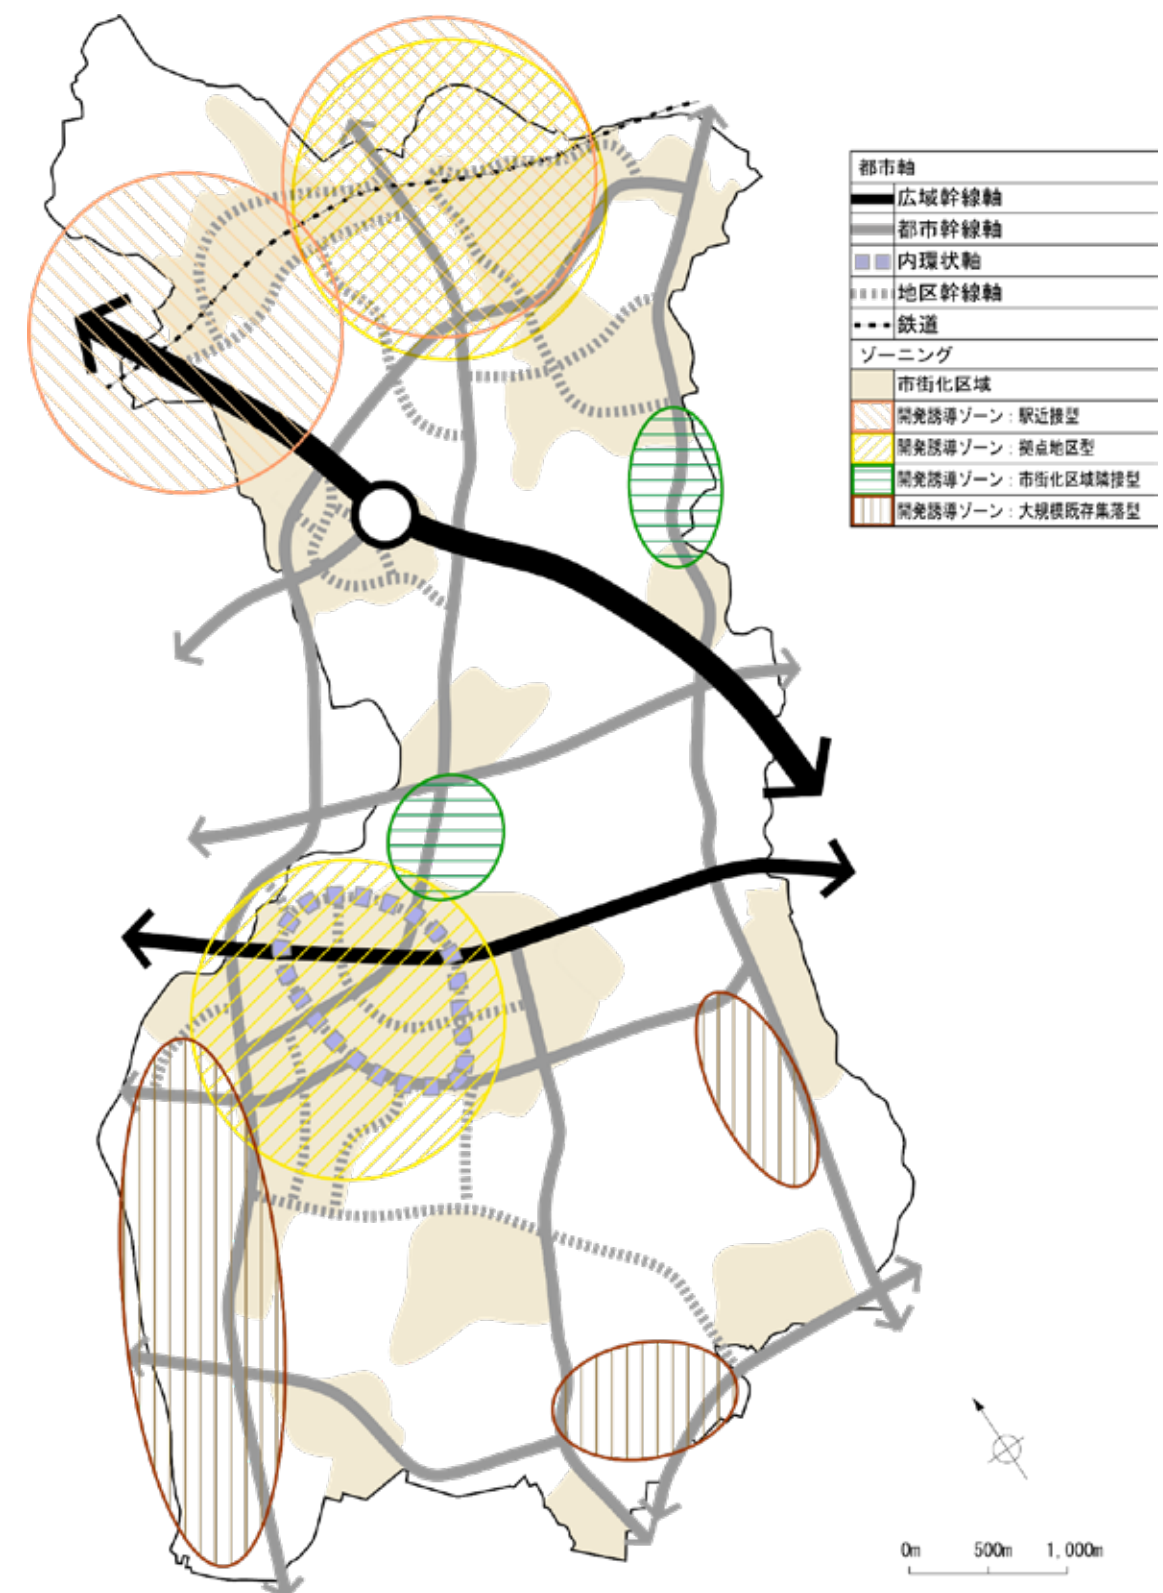 都市軸
広域幹線軸
都市幹線軸
内環状軸
地区幹線軸
鉄道
ゾーニング
市街化区域
開発誘導ゾーン：駅近接型
開発誘導ゾーン：拠点地区型
開発誘導ゾーン：市街化区域隣接型
開発誘導ゾーン：大規模既存集落型
0m 500m 1,000m